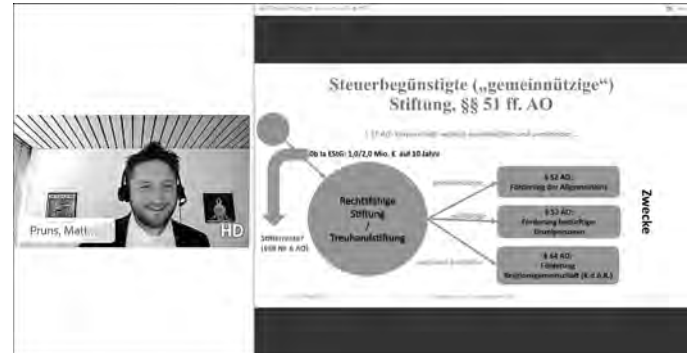 Pruns, Matt...
HD
Steuerbegünstigte („gemeinnützige“)
Stiftung, §§ 51 ff. AO
10b Ia EStG: 1,0/2,0 Mio. € auf 10 Jahre
Rechtsfähige
Stiftung
/
Treuhandstiftung
Stifterrente?
(§58 Nr. 6 AO)
§ 52 AO:
Förderung der Allgemeinheit
§ 53 AO:
Förderung bedürftiger
Einzelpersonen
§ 54 AO:
Förderung
Religionsgemeinschaft (K.d.ö.R.)
Zwecke